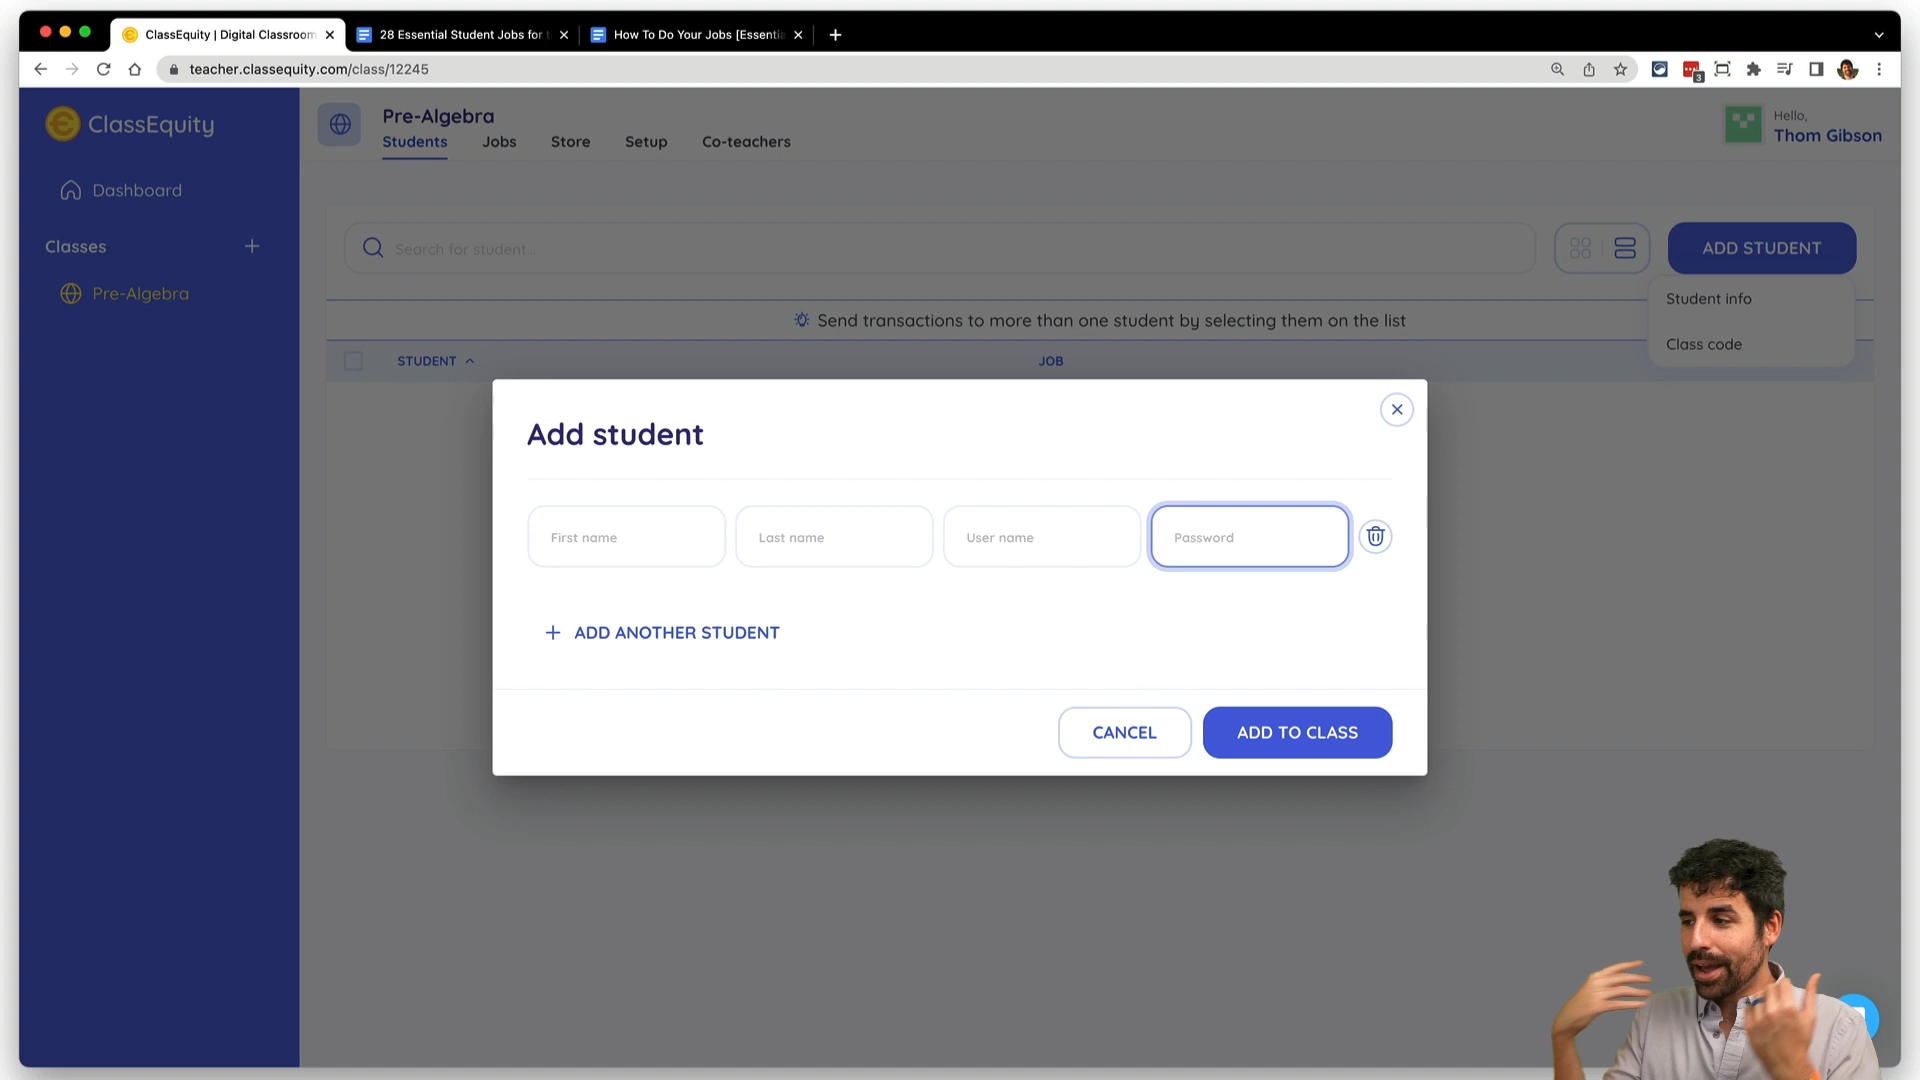 ClassEquity | Digital Classroom
28 Essential Student Jobs for t
How To Do Your Jobs [Essentia
teacher.classequity.com/class/12245
3
ClassEquity
Pre-Algebra
Hello,
Thom Gibson
Students
Jobs
Store
Setup
Co-teachers
Dashboard
Classes
Pre-Algebra
Search for student...
ADD STUDENT
Student info
Class code
Send transactions to more than one student by selecting them on the list
STUDENT
JOB
Add student
First name
Last name
User name
Password
ADD ANOTHER STUDENT
CANCEL
ADD TO CLASS